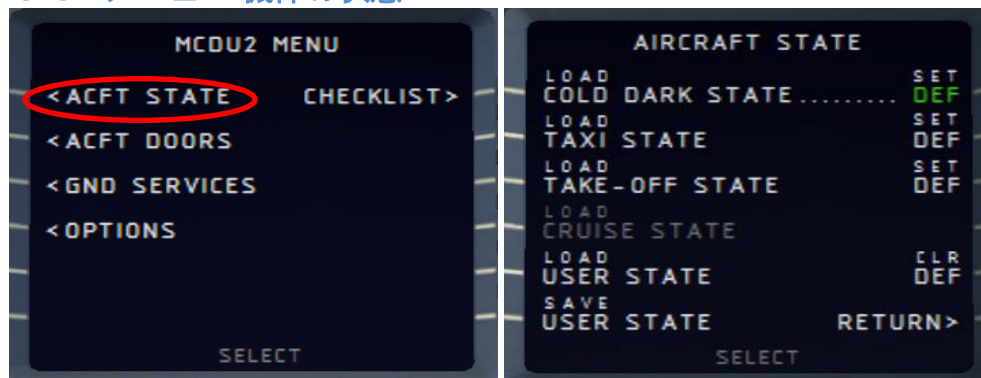 MCDU2 MENU
<ACFT STATE CHECKLIST>
<ACFT DOORS
<GND SERVICES
<OPTIONS
SELECT
AIRCRAFT STATE
LOAD SET
COLD DARK STATE......... DEF
LOAD SET
TAXI STATE DEF
LOAD SET
TAKE-OFF STATE DEF
LOAD
CRUISE STATE
LOAD CLR
USER STATE DEF
SAVE
USER STATE RETURN>
SELECT